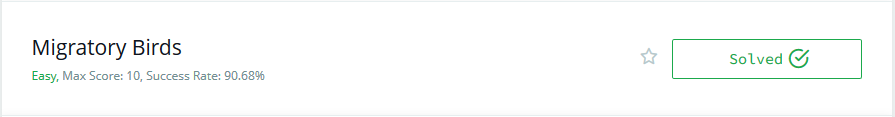 Migratory Birds
Easy, Max Score: 10, Success Rate: 90.68%
Solved